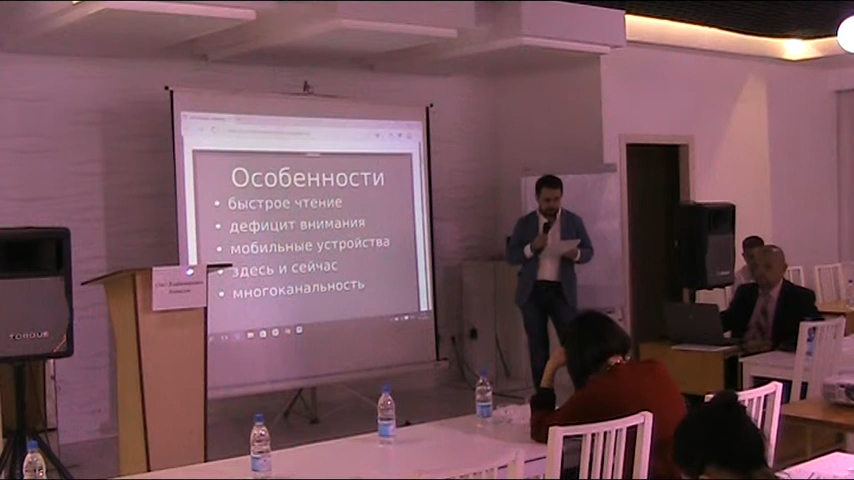 Особенности
• быстрое чтение
• дефицит внимания
• мобильные устройства
• здесь и сейчас
• многоканальность
TORQUE